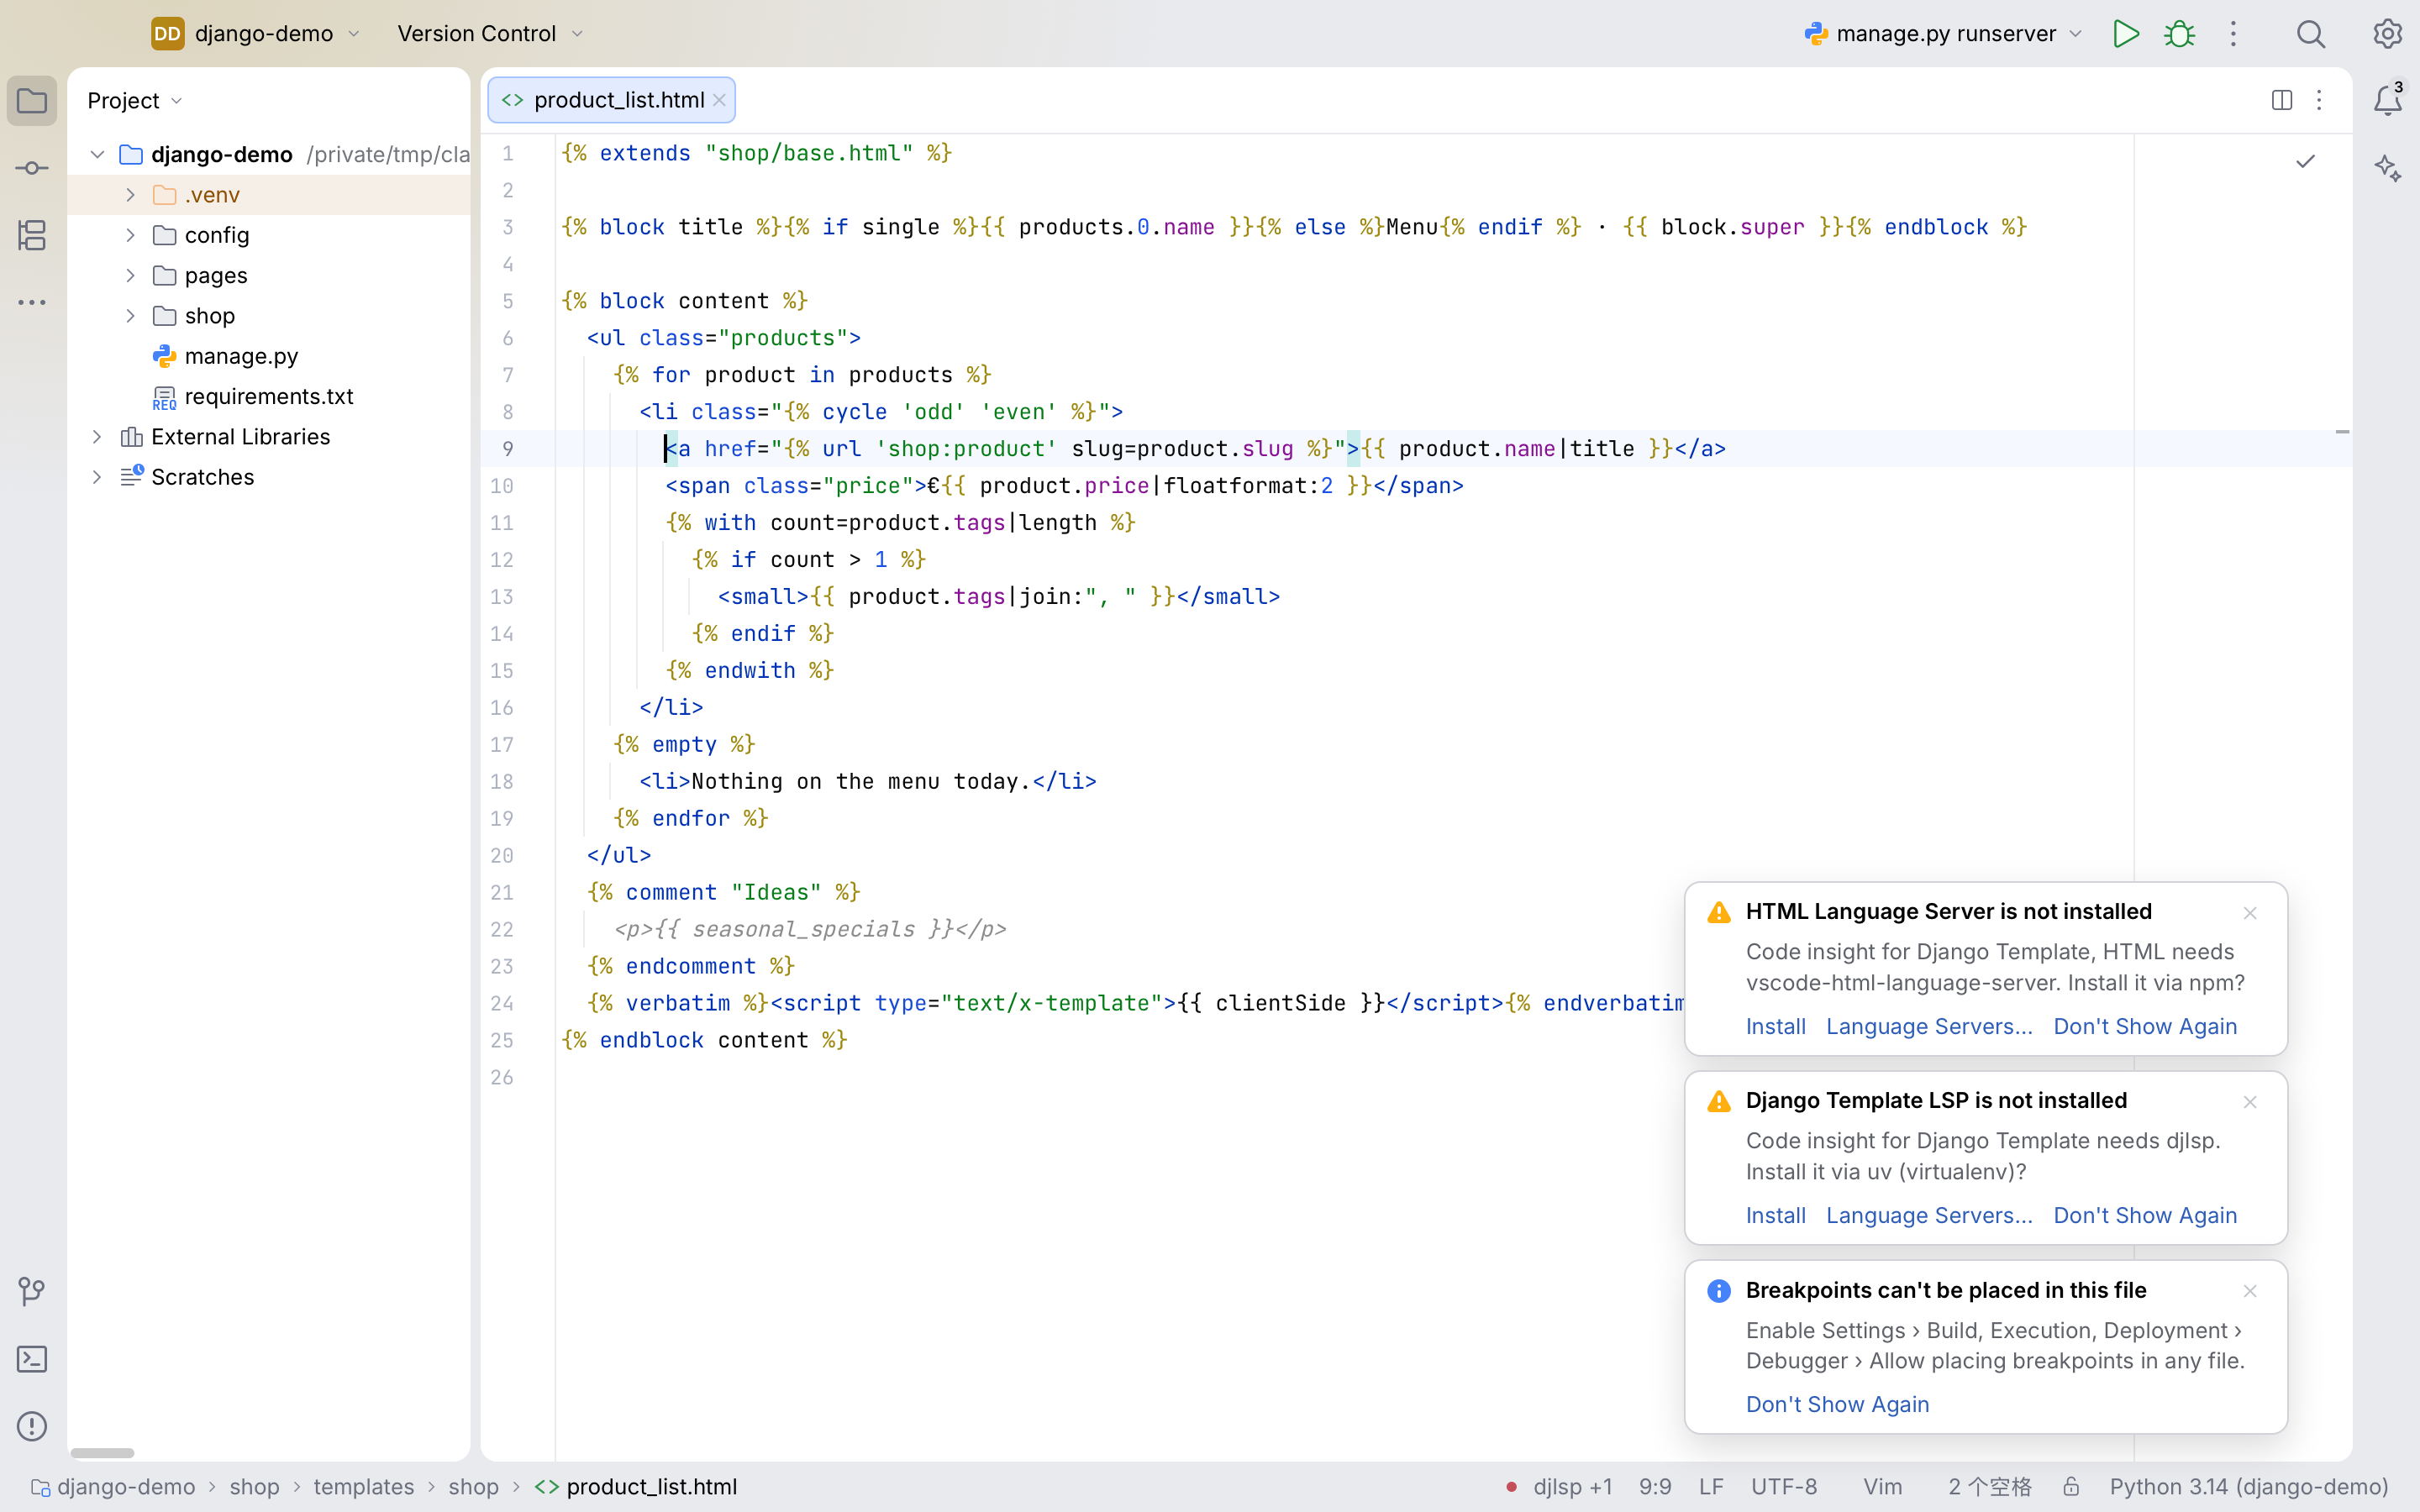 DD django-demo Version Control manage.py runserver
Project
product_list.html
3
django-demo /private/tmp/cla
.venv
config
pages
shop
manage.py
REQ requirements.txt
External Libraries
Scratches
1 {% extends "shop/base.html" %}
2
3 {% block title %}{% if single %}{{ products.0.name }}{% else %}Menu{% endif %} · {{ block.super }}{% endblock %}
4
5 {% block content %}
6 <ul class="products">
7 {% for product in products %}
8 <li class="{% cycle 'odd' 'even' %}">
9 <a href="{% url 'shop:product' slug=product.slug %}">{{ product.name|title }}</a>
10 <span class="price">€{{ product.price|floatformat:2 }}</span>
11 {% with count=product.tags|length %}
12 {% if count > 1 %}
13 <small>{{ product.tags|join:", " }}</small>
14 {% endif %}
15 {% endwith %}
16 </li>
17 {% empty %}
18 <li>Nothing on the menu today.</li>
19 {% endfor %}
20 </ul>
21 {% comment "Ideas" %}
22 <p>{{ seasonal_specials }}</p>
23 {% endcomment %}
24 {% verbatim %}<script type="text/x-template">{{ clientSide }}</script>{% endverbatim
25 {% endblock content %}
26
HTML Language Server is not installed
Code insight for Django Template, HTML needs
vscode-html-language-server. Install it via npm?
Install Language Servers... Don't Show Again
Django Template LSP is not installed
Code insight for Django Template needs djlsp.
Install it via uv (virtualenv)?
Install Language Servers... Don't Show Again
Breakpoints can't be placed in this file
Enable Settings › Build, Execution, Deployment ›
Debugger › Allow placing breakpoints in any file.
Don't Show Again
django-demo › shop › templates › shop › product_list.html
djlsp +1 9:9 LF UTF-8 Vim 2 个空格 Python 3.14 (django-demo)